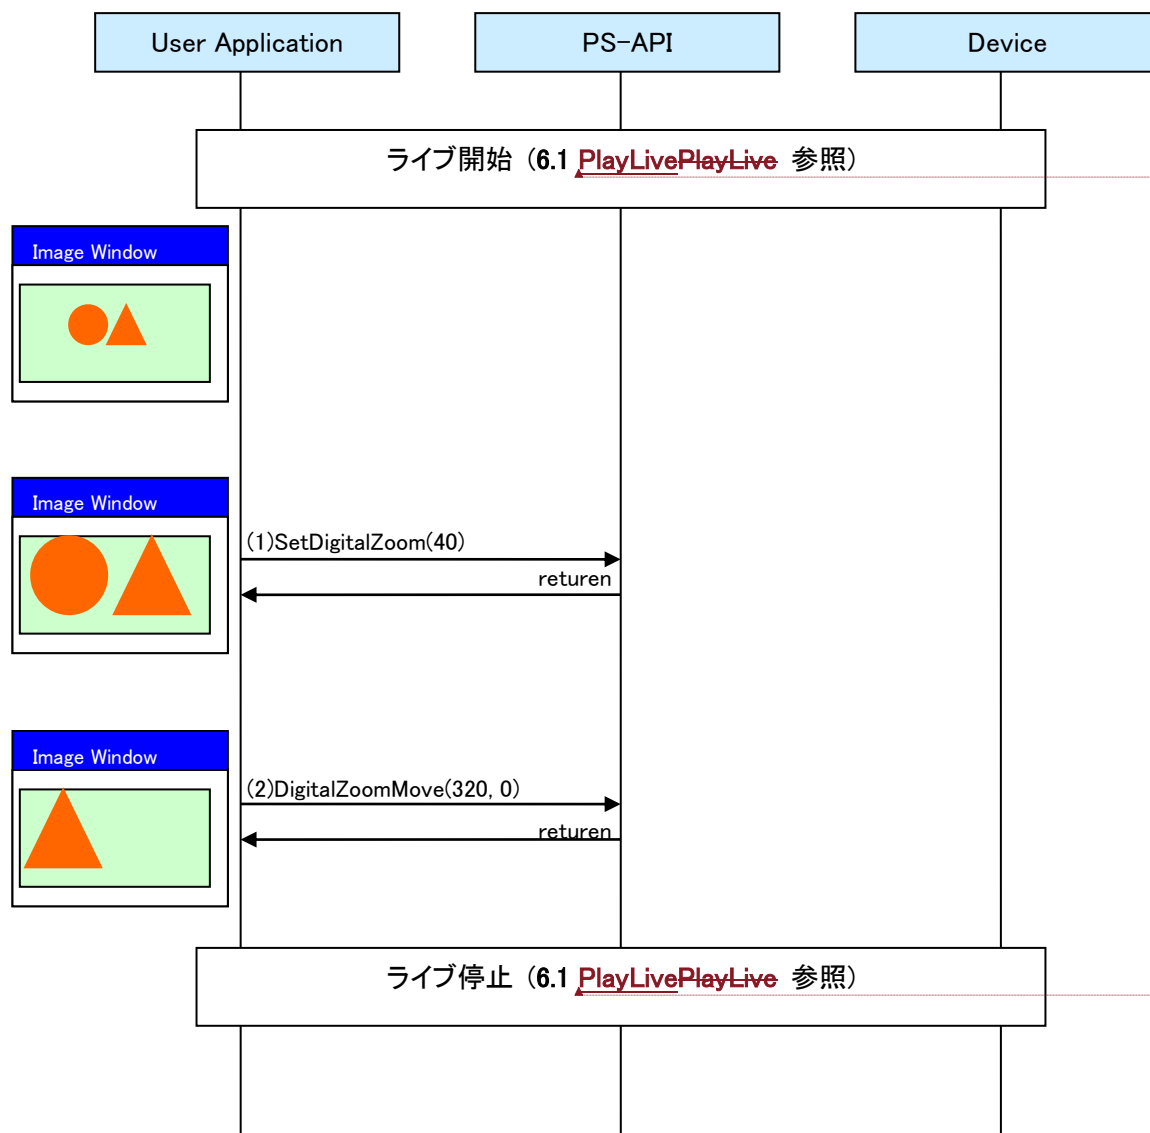 User Application
PS-API
Device
ライブ開始 (6.1 PlayLivePlayLive 参照)
Image Window
Image Window
(1)SetDigitalZoom(40)
returen
Image Window
(2)DigitalZoomMove(320, 0)
returen
ライブ停止 (6.1 PlayLivePlayLive 参照)